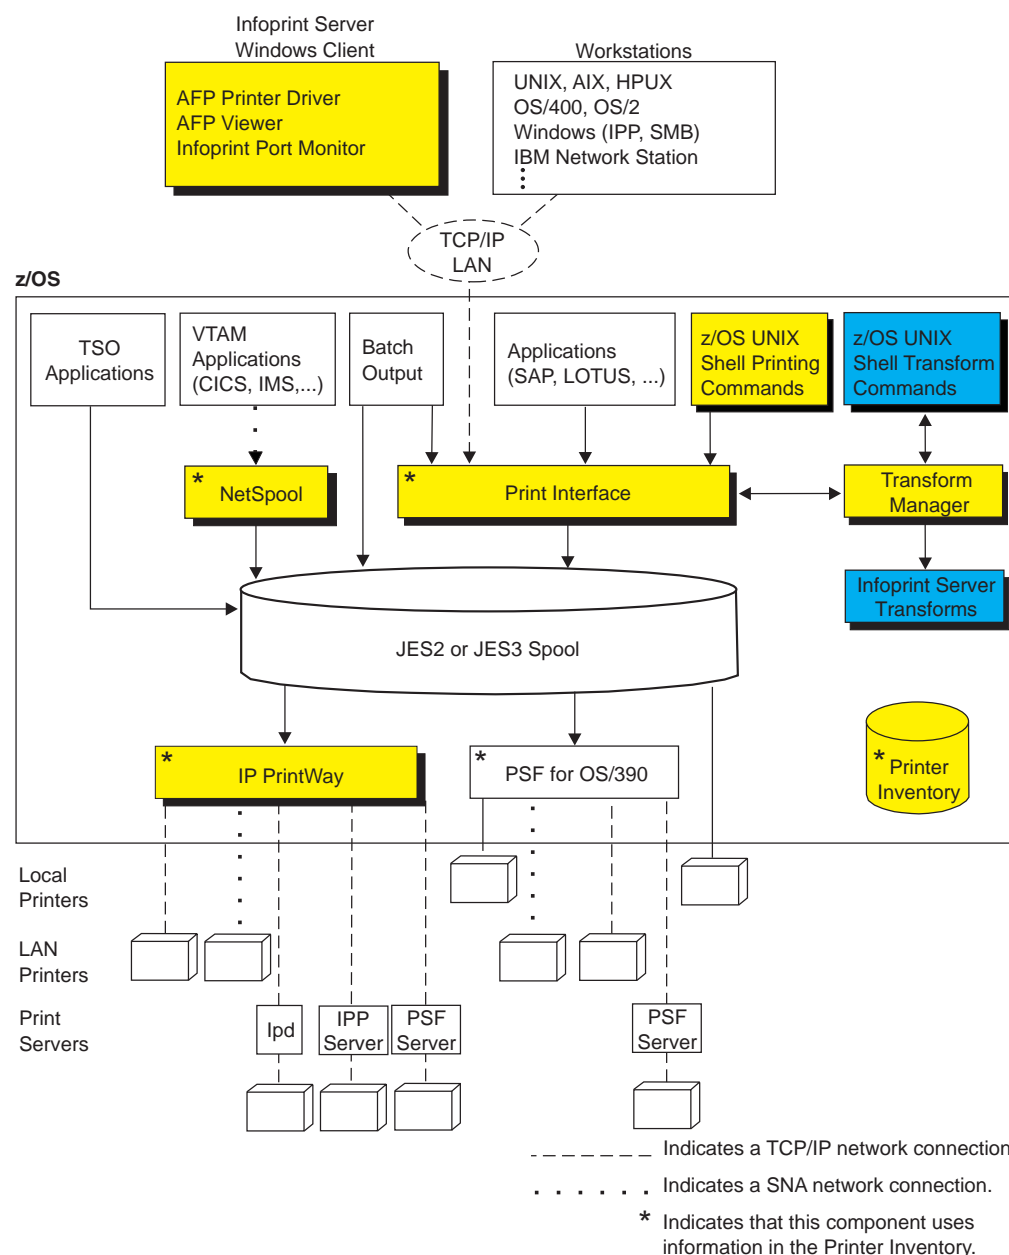 Infoprint Server
Windows Client
AFP Printer Driver
AFP Viewer
Infoprint Port Monitor
Workstations
UNIX, AIX, HPUX
OS/400, OS/2
Windows (IPP, SMB)
IBM Network Station
TCP/IP
LAN
z/OS
TSO
Applications
VTAM
Applications
(CICS, IMS,...)
Batch
Output
Applications
(SAP, LOTUS, ...)
z/OS UNIX
Shell Printing
Commands
z/OS UNIX
Shell Transform
Commands
* NetSpool
* Print Interface
Transform
Manager
Infoprint Server
Transforms
JES2 or JES3 Spool
* IP PrintWay
* PSF for OS/390
* Printer
Inventory
Local
Printers
LAN
Printers
Print
Servers
lpd
IPP
Server
PSF
Server
PSF
Server
Indicates a TCP/IP network connection
Indicates a SNA network connection.
* Indicates that this component uses
information in the Printer Inventory.